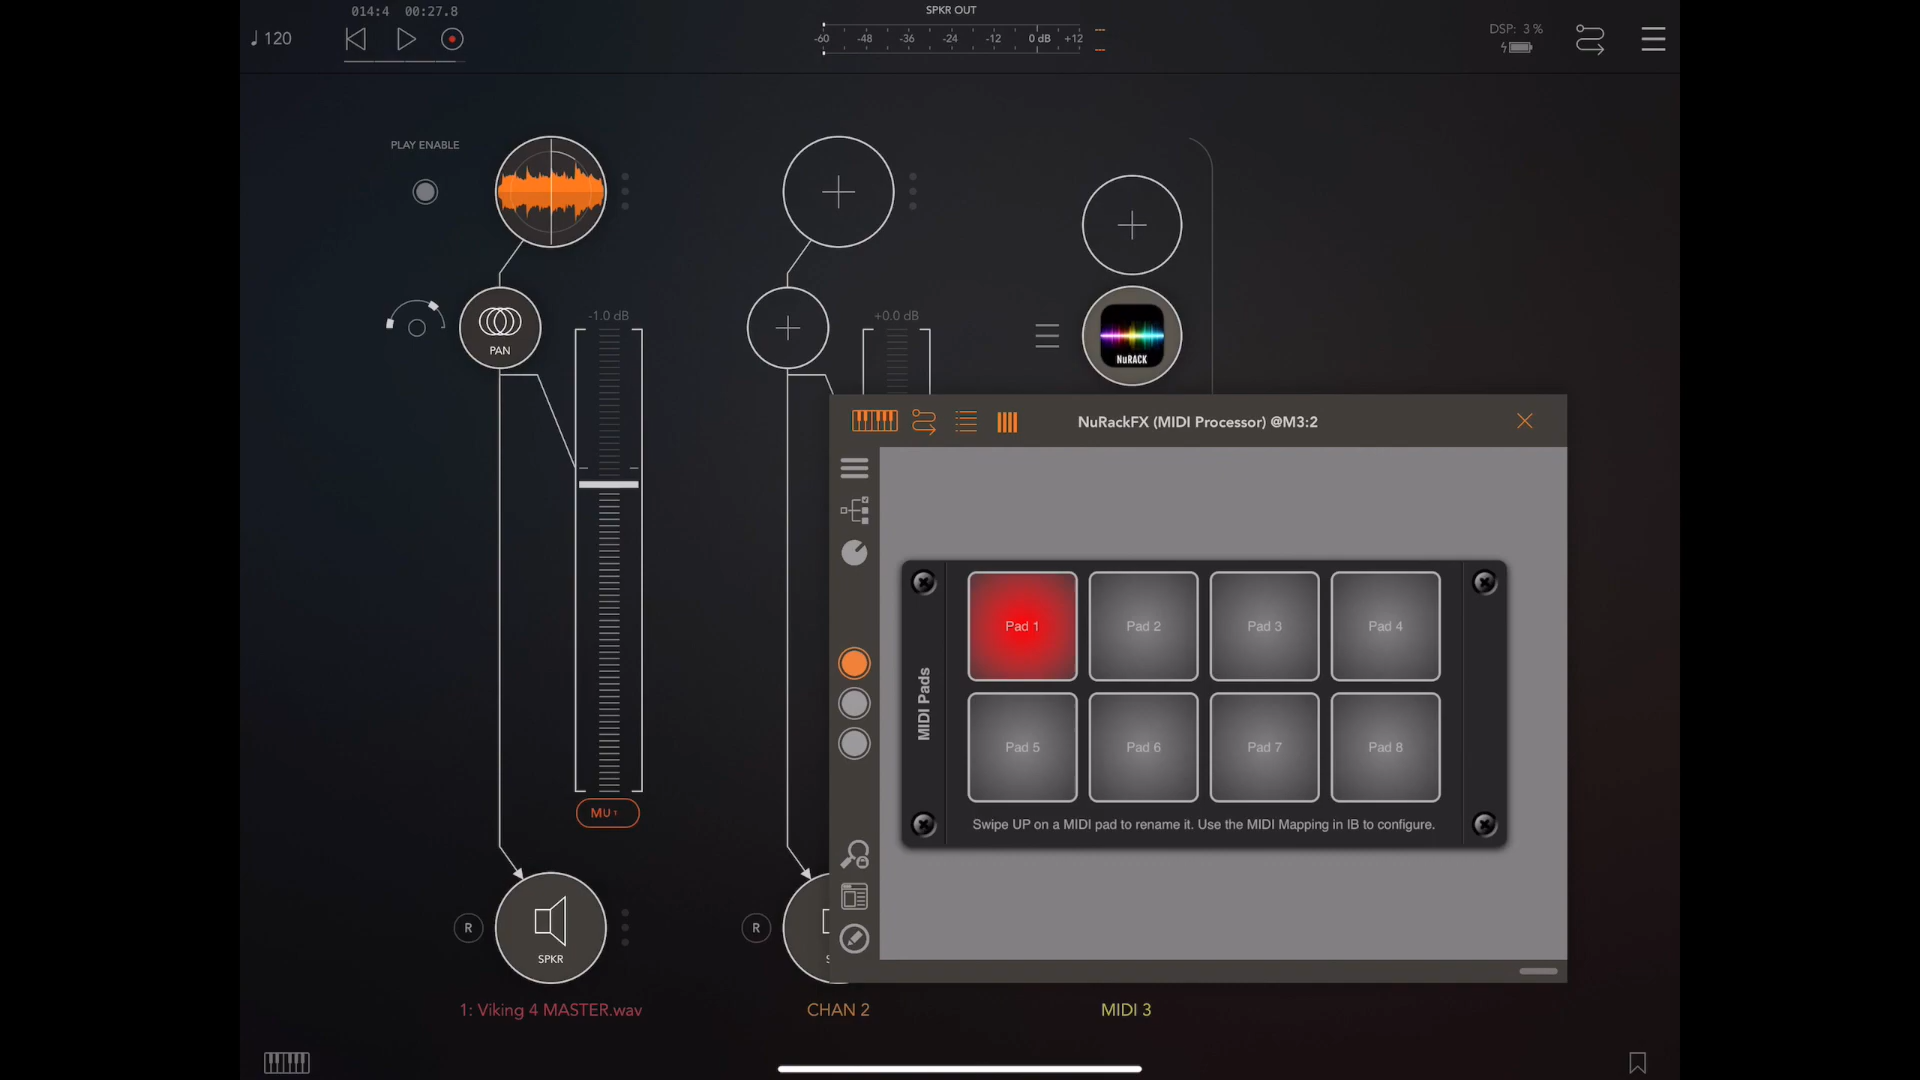 014:4 00:27.8
120
SPKR OUT
-60 -48 -36 -24 -12 0 dB +12
DSP: 3 %
PLAY ENABLE
PAN
-1.0 dB
+0.0 dB
NuRACK
NuRackFX (MIDI Processor) @M3:2
MIDI Pads
Pad 1
Pad 2
Pad 3
Pad 4
Pad 5
Pad 6
Pad 7
Pad 8
Swipe UP on a MIDI pad to rename it. Use the MIDI Mapping in IB to configure.
R
SPKR
R
S
1: Viking 4 MASTER.wav
CHAN 2
MIDI 3